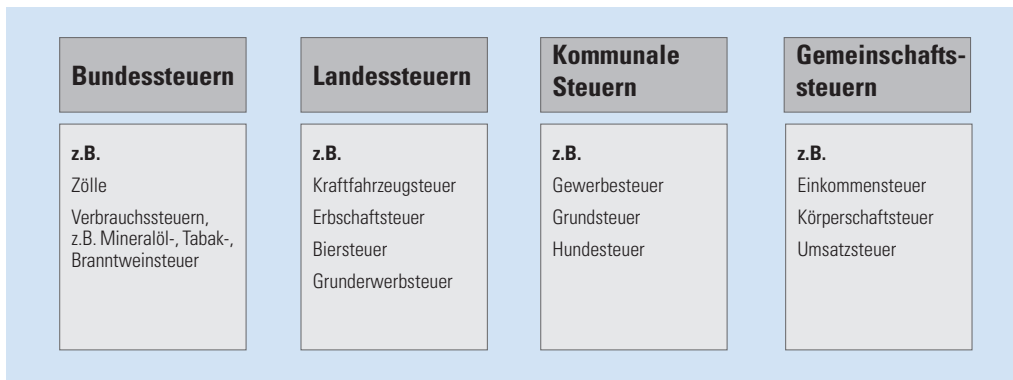 Bundessteuern
z.B.
Zölle
Verbrauchssteuern,
z.B. Mineralöl-, Tabak-,
Branntweinsteuer
Landessteuern
z.B.
Kraftfahrzeugsteuer
Erbschaftsteuer
Biersteuer
Grunderwerbsteuer
Kommunale
Steuern
z.B.
Gewerbesteuer
Grundsteuer
Hundesteuer
Gemeinschafts-
steuern
z.B.
Einkommensteuer
Körperschaftsteuer
Umsatzsteuer